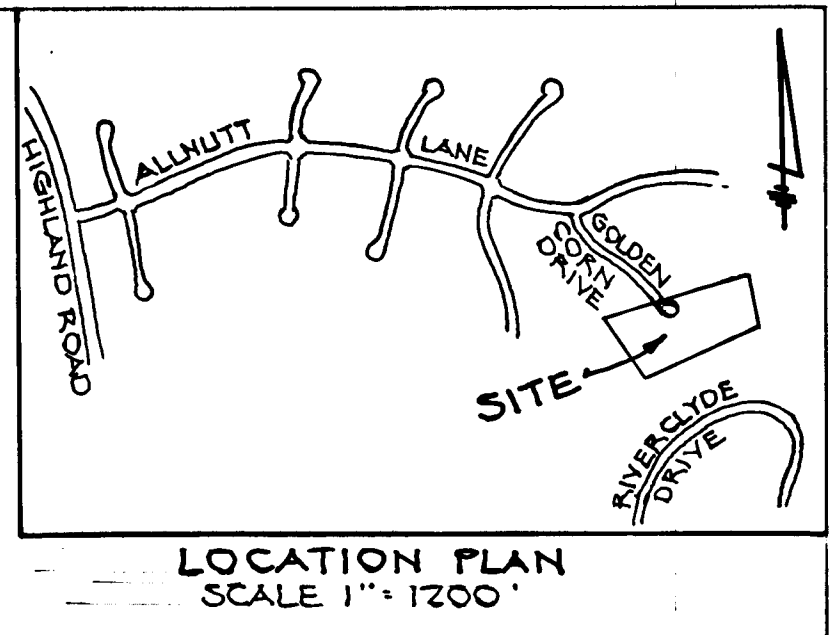 HIGHLAND ROAD
ALLNUTT LANE
GOLDEN
CORN
DRIVE
SITE
RIVERCLYDE
DRIVE
LOCATION PLAN
SCALE 1" = 1200'